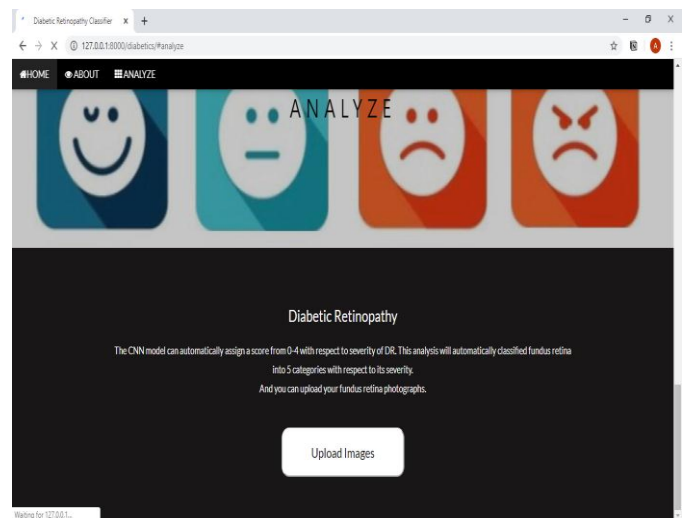 Diabetic Retinopathy Classifier
127.0.0.1:8000/diabetics/#analyze
HOME ABOUT ANALYZE
ANALYZE
Diabetic Retinopathy
The CNN model can automatically assign a score from 0-4 with respect to severity of DR. This analysis will automatically classified fundus retina
into 5 categories with respect to its severity.
And you can upload your fundus retina photographs.
Upload Images
Waiting for 127.0.0.1...